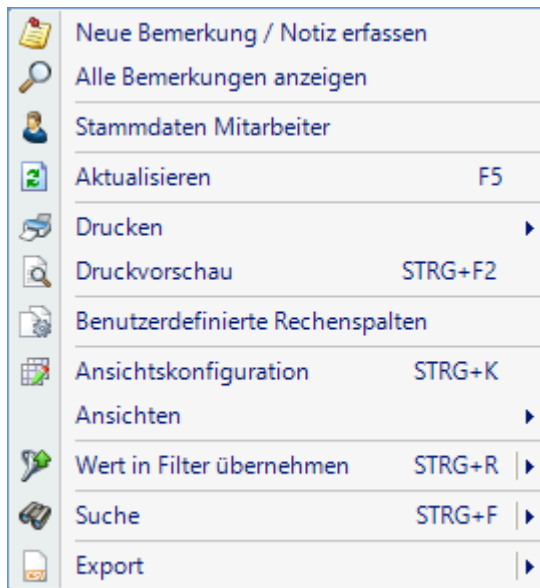 Neue Bemerkung / Notiz erfassen
Alle Bemerkungen anzeigen
Stammdaten Mitarbeiter
Aktualisieren F5
Drucken
Druckvorschau STRG+F2
Benutzerdefinierte Rechenspalten
Ansichtskonfiguration STRG+K
Ansichten
Wert in Filter übernehmen STRG+R
Suche STRG+F
Export